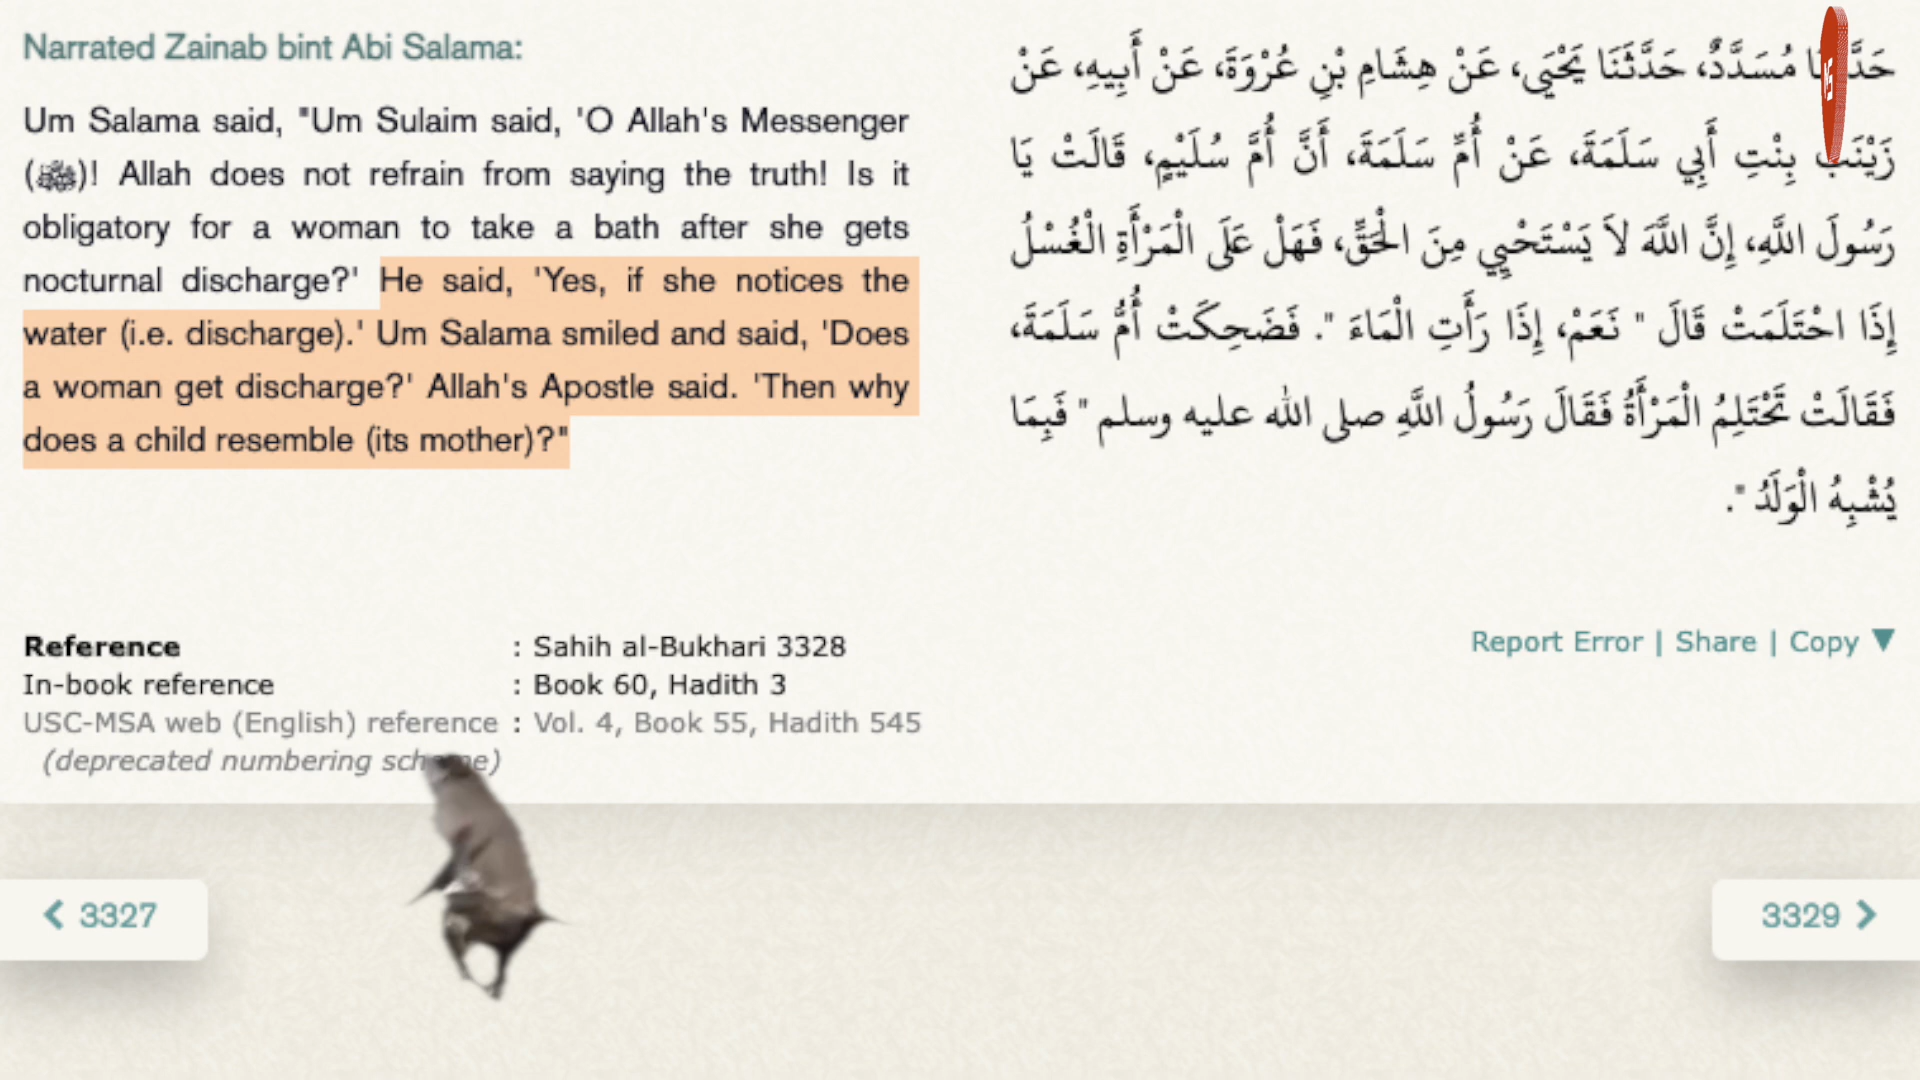 Narrated Zainab bint Abi Salama:
Um Salama said, "Um Sulaim said, 'O Allah's Messenger
(ﷺ)! Allah does not refrain from saying the truth! Is it
obligatory for a woman to take a bath after she gets
nocturnal discharge?' He said, 'Yes, if she notices the
water (i.e. discharge).' Um Salama smiled and said, 'Does
a woman get discharge?' Allah's Apostle said. 'Then why
does a child resemble (its mother)?"
مُسَدَّدٌ، حَدَّثَنَا يَحْيَى، عَنْ هِشَامِ بْنِ عُرْوَةَ، عَنْ أَبِيهِ، عَنْ
زَيْنَبَ بِنْتِ أَبِي سَلَمَةَ، عَنْ أُمِّ سَلَمَةَ، أَنَّ أُمَّ سُلَيْمٍ، قَالَتْ يَا
رَسُولَ اللَّهِ، إِنَّ اللَّهَ لاَ يَسْتَحْيِي مِنَ الْحَقِّ، فَهَلْ عَلَى الْمَرْأَةِ الْغُسْلُ
إِذَا احْتَلَمَتْ قَالَ " نَعَمْ، إِذَا رَأَتِ الْمَاءَ ". فَضَحِكَتْ أُمُّ سَلَمَةَ،
فَقَالَتْ تَحْتَلِمُ الْمَرْأَةُ فَقَالَ رَسُولُ اللَّهِ صلى الله عليه وسلم " فَبِمَا
يُشْبِهُ الْوَلَدُ ".
Reference : Sahih al-Bukhari 3328
In-book reference : Book 60, Hadith 3
USC-MSA web (English) reference : Vol. 4, Book 55, Hadith 545
(deprecated numbering scheme)
Report Error | Share | Copy ▼
3327
3329